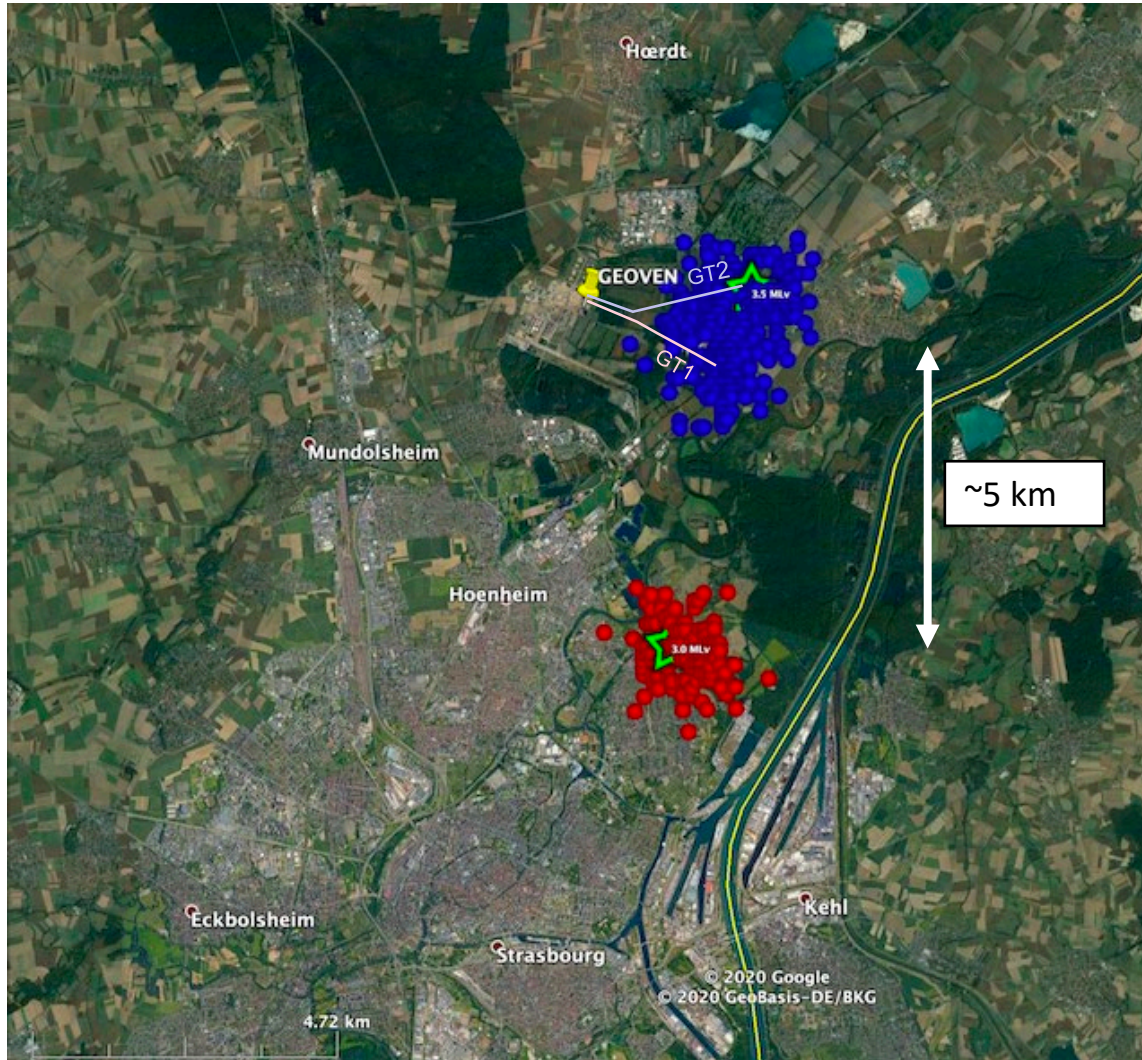 Hœrdt
GEOVEN
GT2
3.5 MLv
GT1
Mundolsheim
~5 km
Hoenheim
3.0 MLv
Eckbolsheim
Kehl
Strasbourg
© 2020 Google
© 2020 GeoBasis-DE/BKG
4.72 km